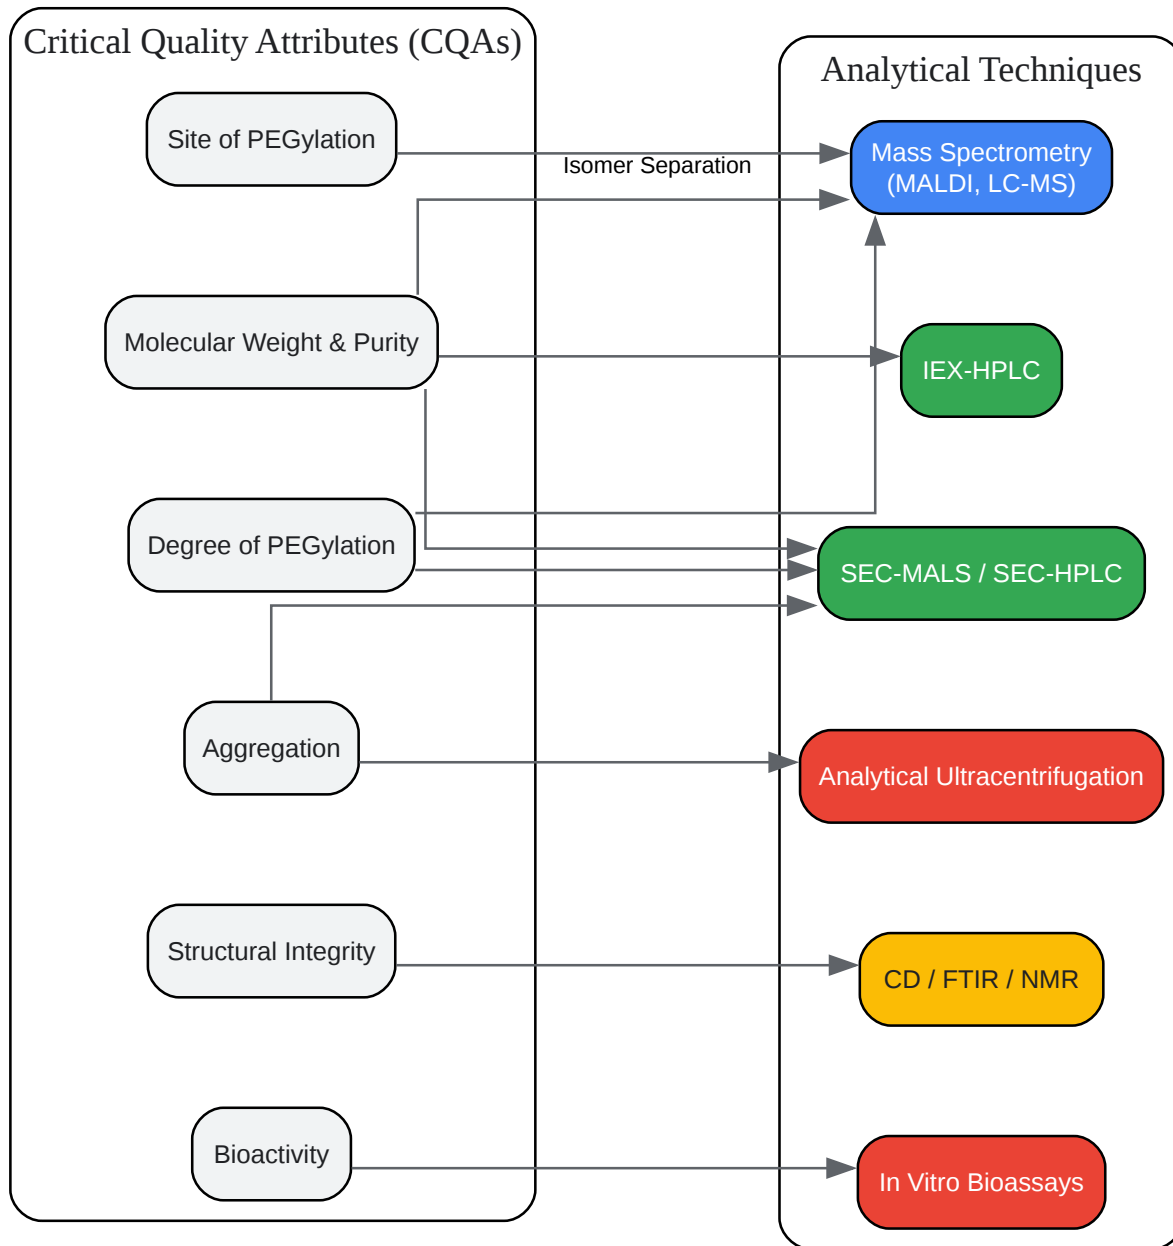 Critical Quality Attributes (CQAs)
Site of PEGylation
Molecular Weight & Purity
Degree of PEGylation
Aggregation
Structural Integrity
Bioactivity
Isomer Separation
Analytical Techniques
Mass Spectrometry
(MALDI, LC-MS)
IEX-HPLC
SEC-MALS / SEC-HPLC
Analytical Ultracentrifugation
CD / FTIR / NMR
In Vitro Bioassays